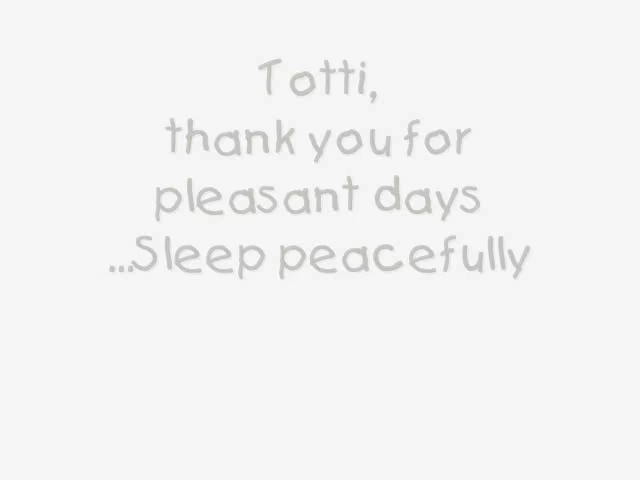 Totti,
thank you for
pleasant days
...Sleep peacefully